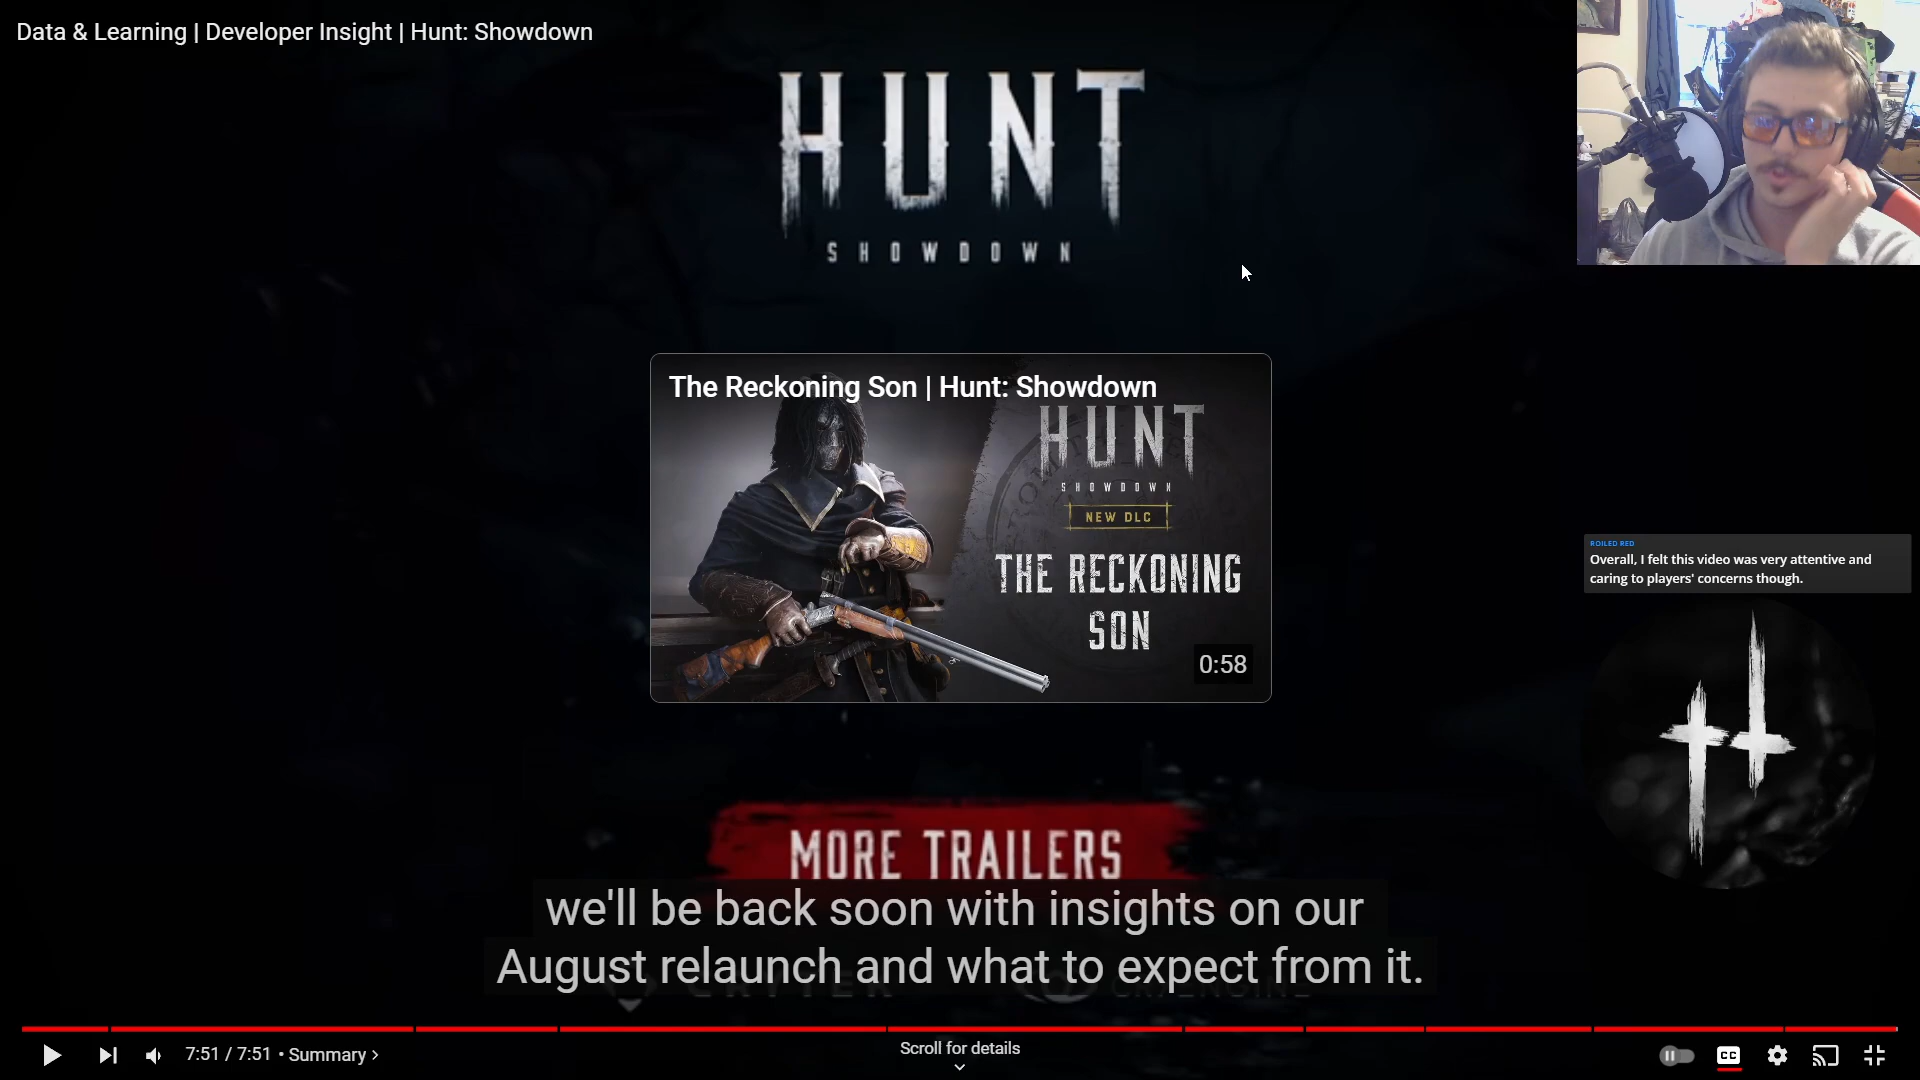 Data & Learning | Developer Insight | Hunt: Showdown
HUNT
SHOWDOWN
The Reckoning Son | Hunt: Showdown
HUNT
SHOWDOWN
NEW DLC
THE RECKONING
SON
0:58
ROILED RED
Overall, I felt this video was very attentive and
caring to players' concerns though.
MORE TRAILERS
we'll be back soon with insights on our
August relaunch and what to expect from it.
7:51 / 7:51 • Summary >
Scroll for details
CC